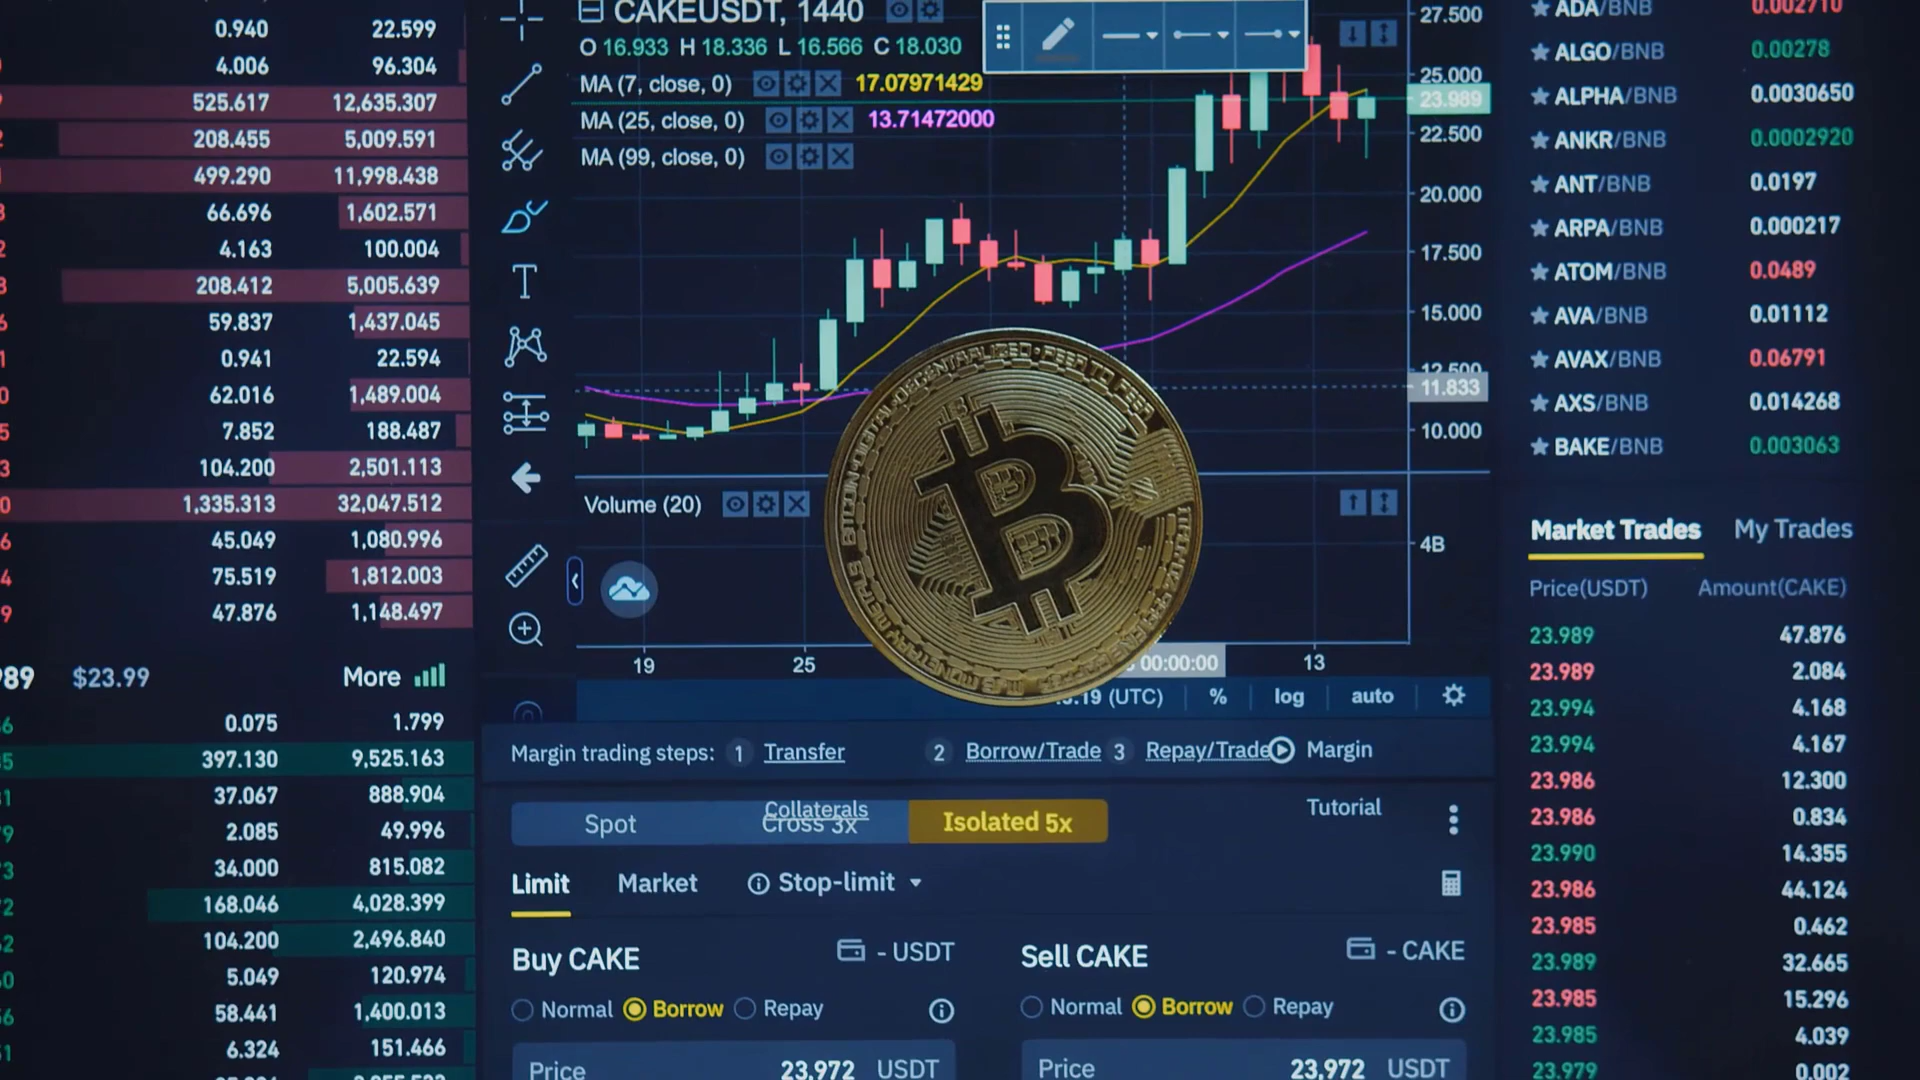 0.940 22.599
4.006 96.304
525.617 12,635.307
208.455 5,009.591
499.290 11,998.438
66.696 1,602.571
4.163 100.004
208.412 5,005.639
59.837 1,437.045
0.941 22.594
62.016 1,489.004
7.852 188.487
104.200 2,501.113
1,335.313 32,047.512
45.049 1,080.996
75.519 1,812.003
47.876 1,148.497
$23.99 More
0.075 1.799
397.130 9,525.163
37.067 888.904
2.085 49.996
34.000 815.082
168.046 4,028.399
104.200 2,496.840
5.049 120.974
58.441 1,400.013
6.324 151.466
CAKEUSDT, 1440
O 16.933 H 18.336 L 16.566 C 18.030
MA (7, close, 0) 17.07971429
MA (25, close, 0) 13.71472000
MA (99, close, 0)
27.500
25.000
23.989
22.500
20.000
17.500
15.000
12.500
11.833
10.000
Volume (20)
4B
19 25 00:00:00 13
(UTC) % log auto
BITCOIN
DECENTRALIZED • PEER TO PEER
Margin trading steps: 1 Transfer 2 Borrow/Trade 3 Repay/Trade Margin
Collaterals Tutorial
Spot Cross 3x Isolated 5x
Limit Market Stop-limit
Buy CAKE - USDT
Normal Borrow Repay
Price 23,972 USDT
Sell CAKE - CAKE
Normal Borrow Repay
Price 23,972 USDT
ADA/BNB 0.002710
ALGO/BNB 0.00278
ALPHA/BNB 0.0030650
ANKR/BNB 0.0002920
ANT/BNB 0.0197
ARPA/BNB 0.000217
ATOM/BNB 0.0489
AVA/BNB 0.01112
AVAX/BNB 0.06791
AXS/BNB 0.014268
BAKE/BNB 0.003063
Market Trades My Trades
Price(USDT) Amount(CAKE)
23.989 47.876
23.989 2.084
23.994 4.168
23.994 4.167
23.986 12.300
23.986 0.834
23.990 14.355
23.986 44.124
23.985 0.462
23.989 32.665
23.985 15.296
23.985 4.039
23.979 0.002